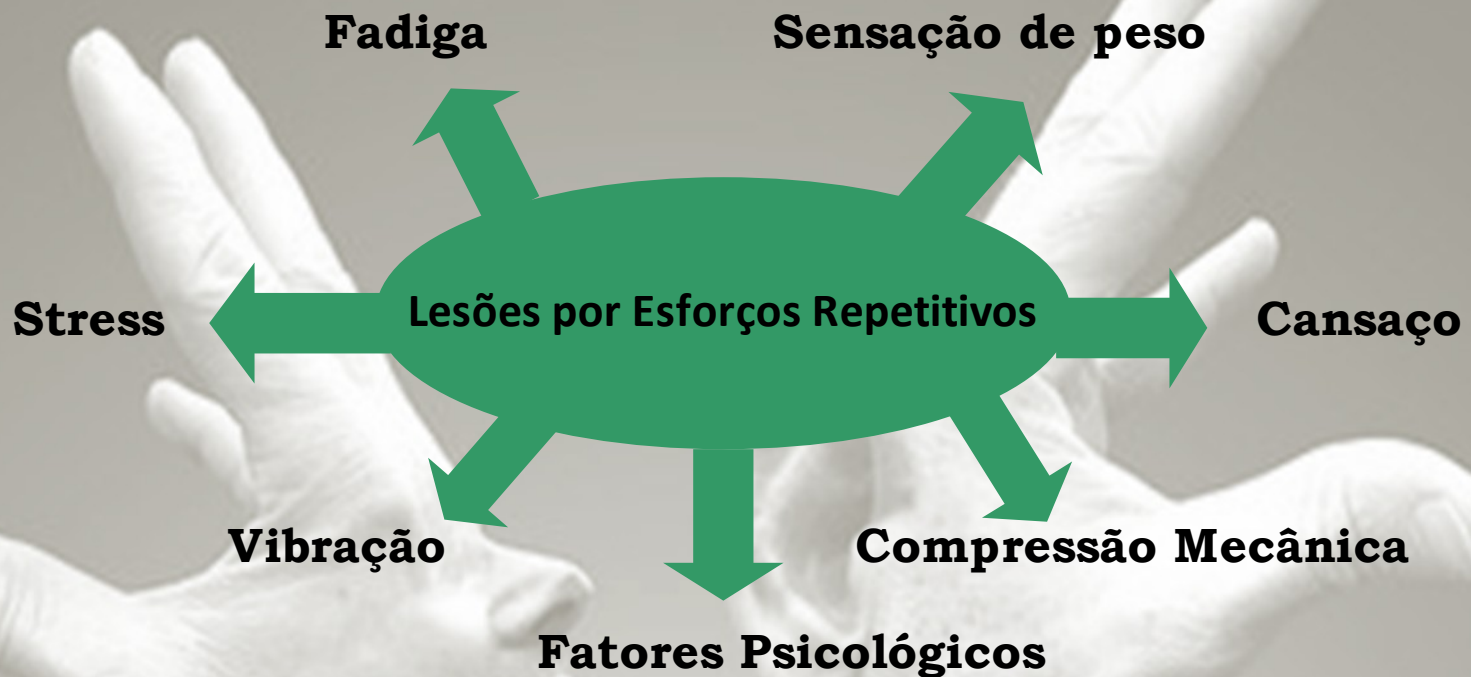 Fadiga
Sensação de peso
Stress
Lesões por Esforços Repetitivos
Cansaço
Vibração
Compressão Mecânica
Fatores Psicológicos